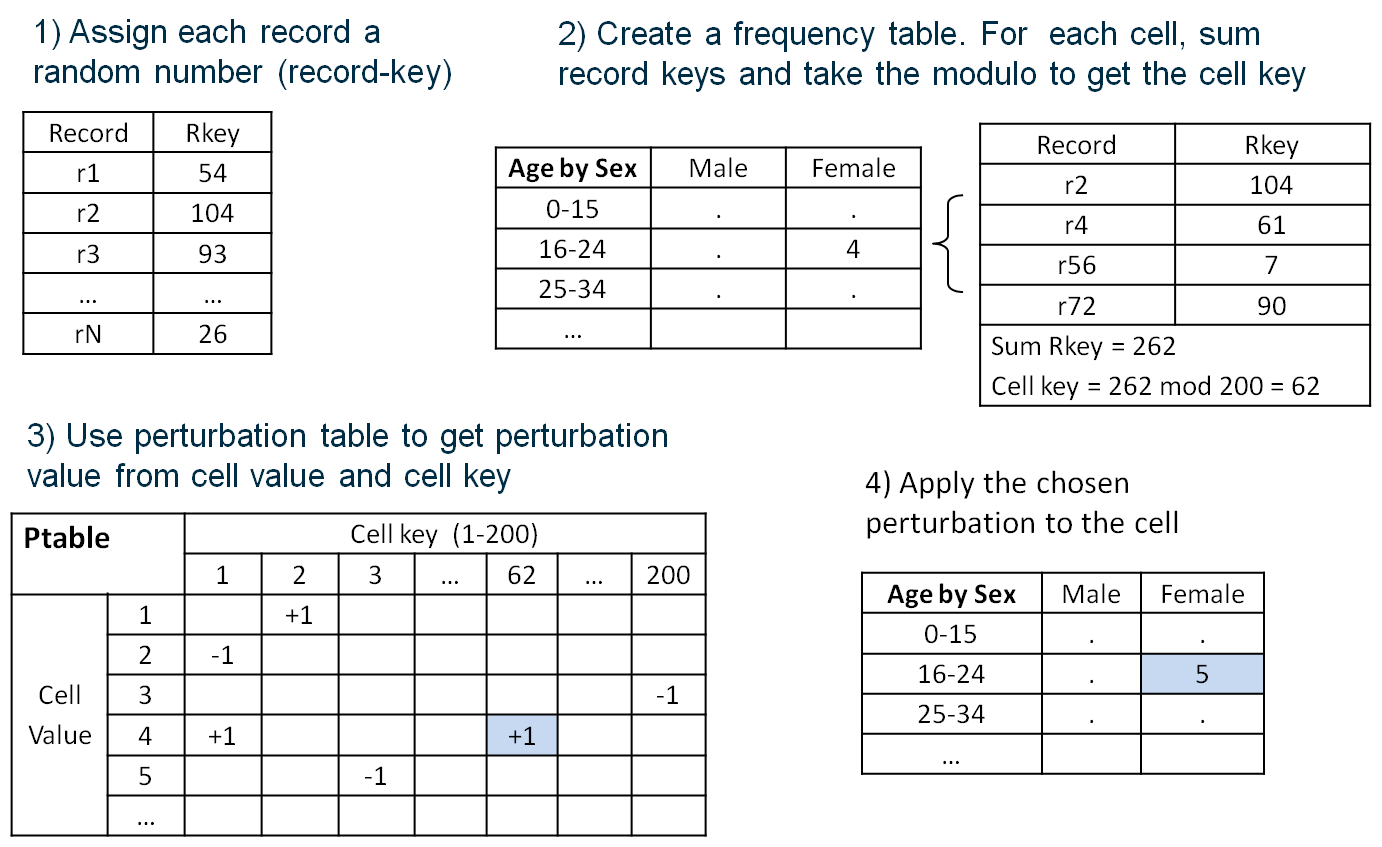 1) Assign each record a
random number (record-key)
Record Rkey
r1 54
r2 104
r3 93
... ...
rN 26
2) Create a frequency table. For each cell, sum
record keys and take the modulo to get the cell key
Age by Sex Male Female
0-15 . .
16-24 . 4
25-34 . .
...
Record Rkey
r2 104
r4 61
r56 7
r72 90
Sum Rkey = 262
Cell key = 262 mod 200 = 62
3) Use perturbation table to get perturbation
value from cell value and cell key
Ptable Cell key (1-200)
1 2 3 ... 62 ... 200
Cell
Value
1 +1
2 -1
3 -1
4 +1 +1
5 -1
...
4) Apply the chosen
perturbation to the cell
Age by Sex Male Female
0-15 . .
16-24 . 5
25-34 . .
...